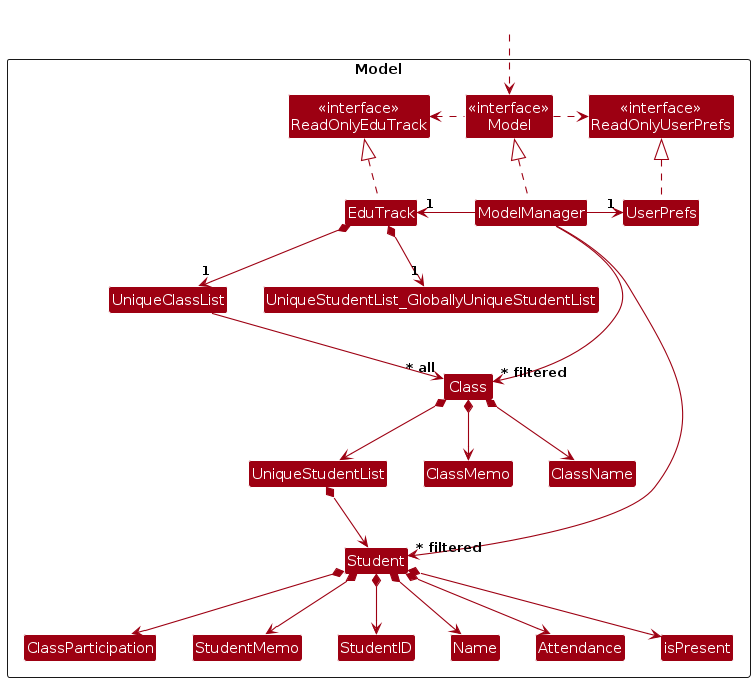 Model
«interface»
ReadOnlyEduTrack
«interface»
Model
«interface»
ReadOnlyUserPrefs
EduTrack
1
ModelManager
1
UserPrefs
1
1
UniqueClassList
UniqueStudentList_GloballyUniqueStudentList
* all
* filtered
Class
UniqueStudentList
ClassMemo
ClassName
* filtered
Student
ClassParticipation
StudentMemo
StudentID
Name
Attendance
isPresent